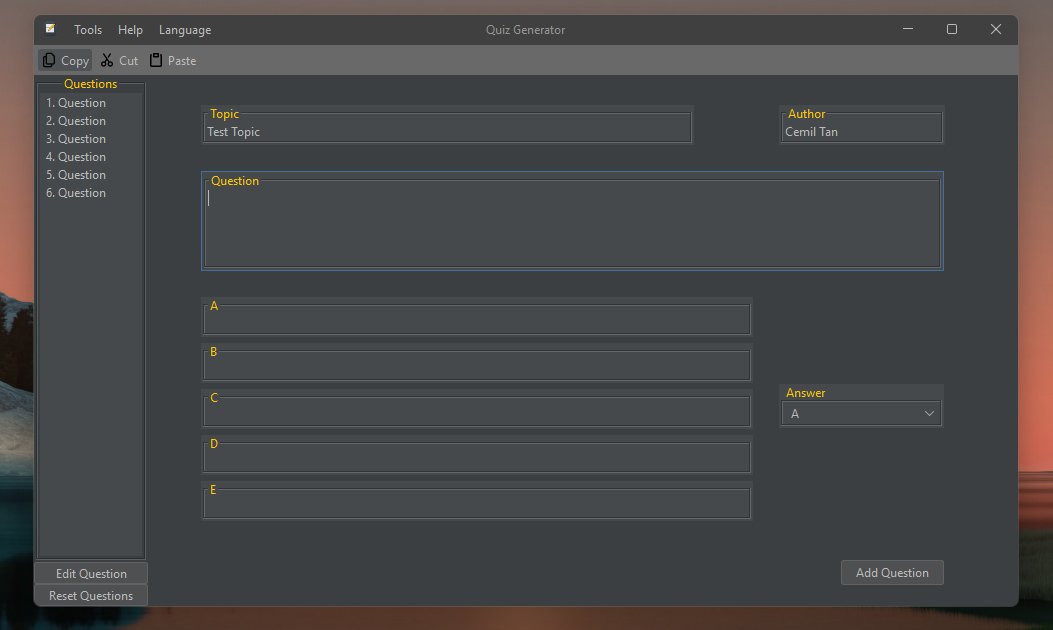 Tools Help Language Quiz Generator
Copy Cut Paste
Questions
1. Question
2. Question
3. Question
4. Question
5. Question
6. Question
Edit Question
Reset Questions
Topic
Test Topic
Author
Cemil Tan
Question
A
B
C
D
E
Answer
A
Add Question